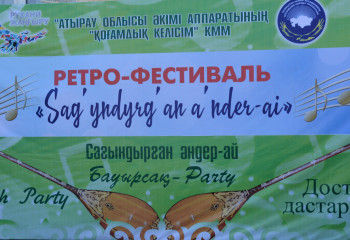 "АТЫРАУ ОБЛЫСЫ ӘКІМІ АППАРАТЫНЫҢ
"ҚОҒАМДЫҚ КЕЛІСІМ" КММ
РЕТРО-ФЕСТИВАЛЬ
«Sag'yndyrg'an a'nder-ai»
Сағындырған әндер-ай
Бауырсақ-Party
Party
Дост
дастар